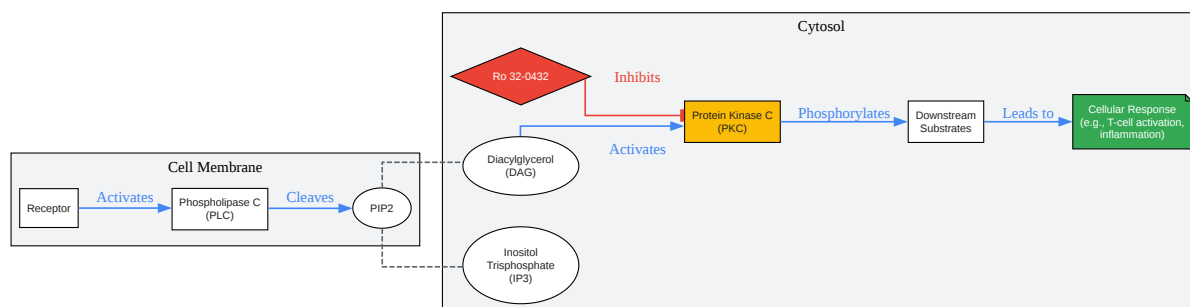 Cytosol
Ro 32-0432
Inhibits
Protein Kinase C
(PKC)
Phosphorylates
Downstream
Substrates
Leads to
Cellular Response
(e.g., T-cell activation,
inflammation)
Diacylglycerol
(DAG)
Activates
Cell Membrane
Receptor
Activates
Phospholipase C
(PLC)
Cleaves
PIP2
Inositol
Trisphosphate
(IP3)